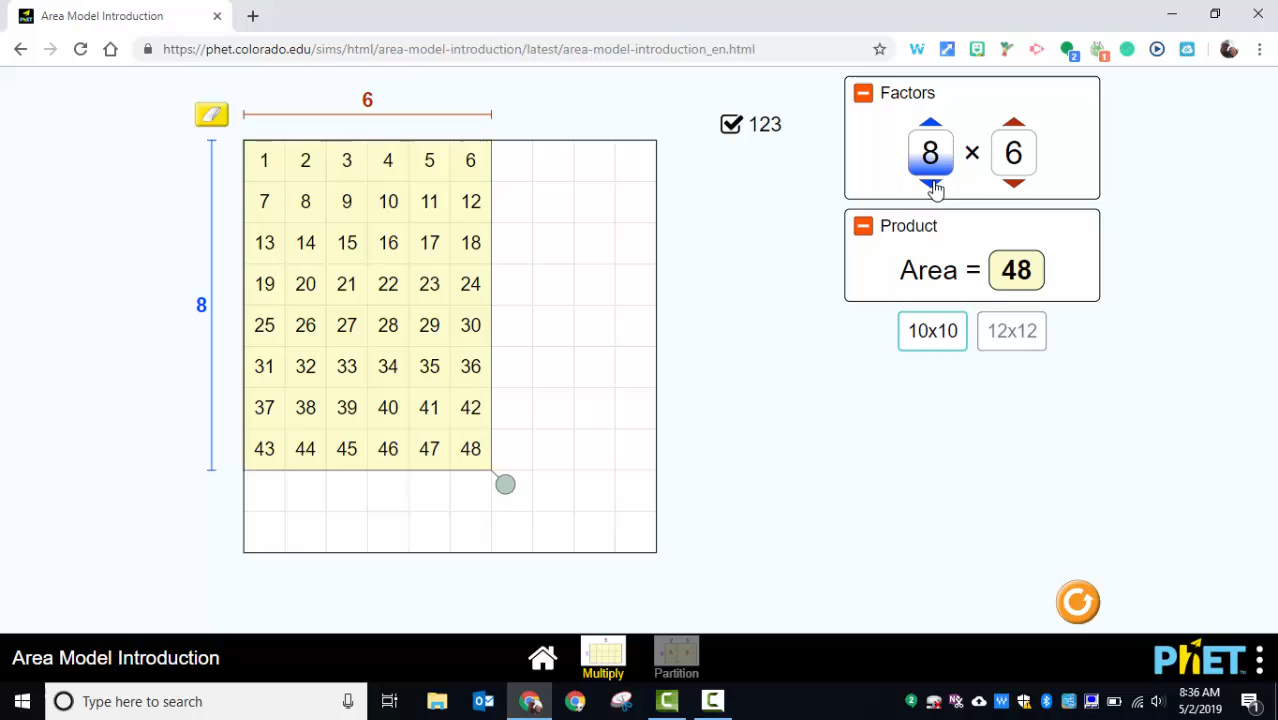 Area Model Introduction
https://phet.colorado.edu/sims/html/area-model-introduction/latest/area-model-introduction_en.html
2
1
6
8
1 2 3 4 5 6
7 8 9 10 11 12
13 14 15 16 17 18
19 20 21 22 23 24
25 26 27 28 29 30
31 32 33 34 35 36
37 38 39 40 41 42
43 44 45 46 47 48
123
Factors
8 × 6
Product
Area = 48
10x10 12x12
Area Model Introduction
Multiply
Partition
PhET
Type here to search
8:36 AM
5/2/2019